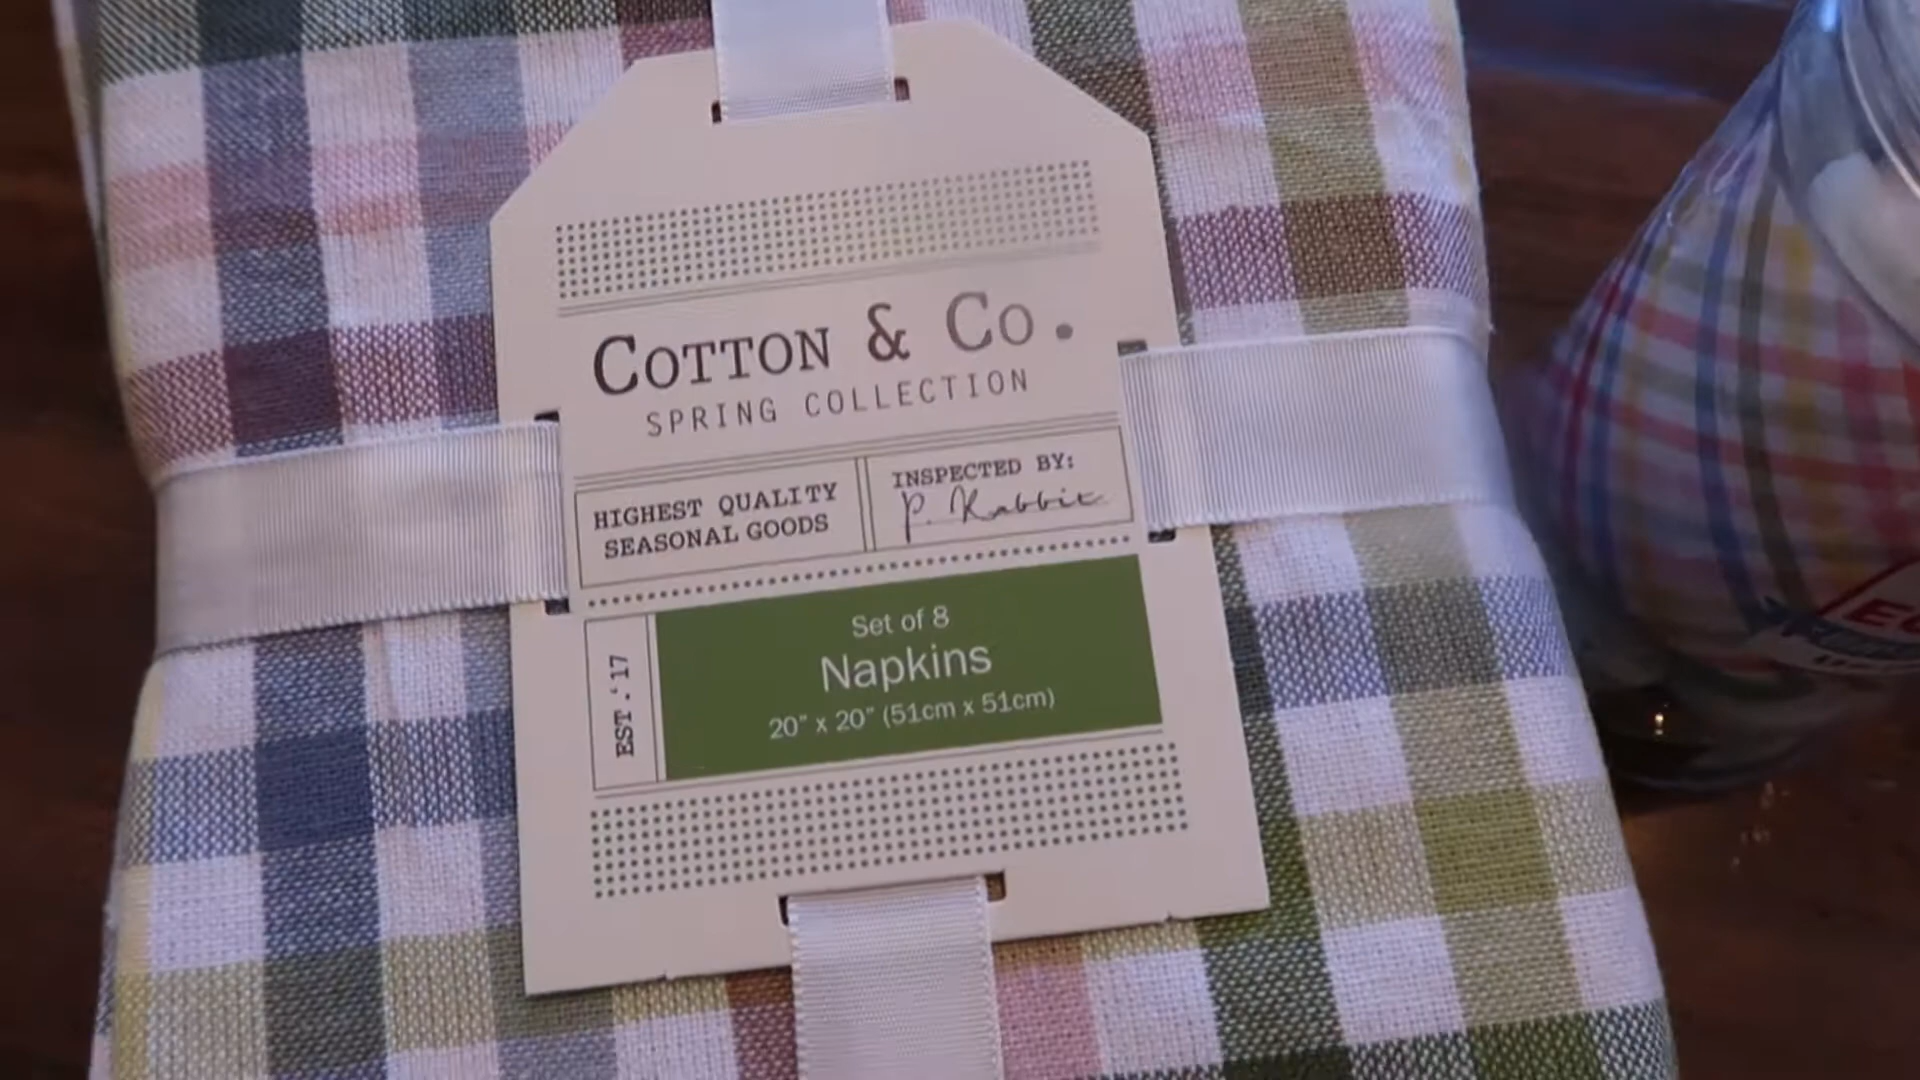 COTTON & CO.
SPRING COLLECTION
HIGHEST QUALITY
SEASONAL GOODS
INSPECTED BY:
P. Rabbit
EST. '17
Set of 8
Napkins
20" x 20" (51cm x 51cm)